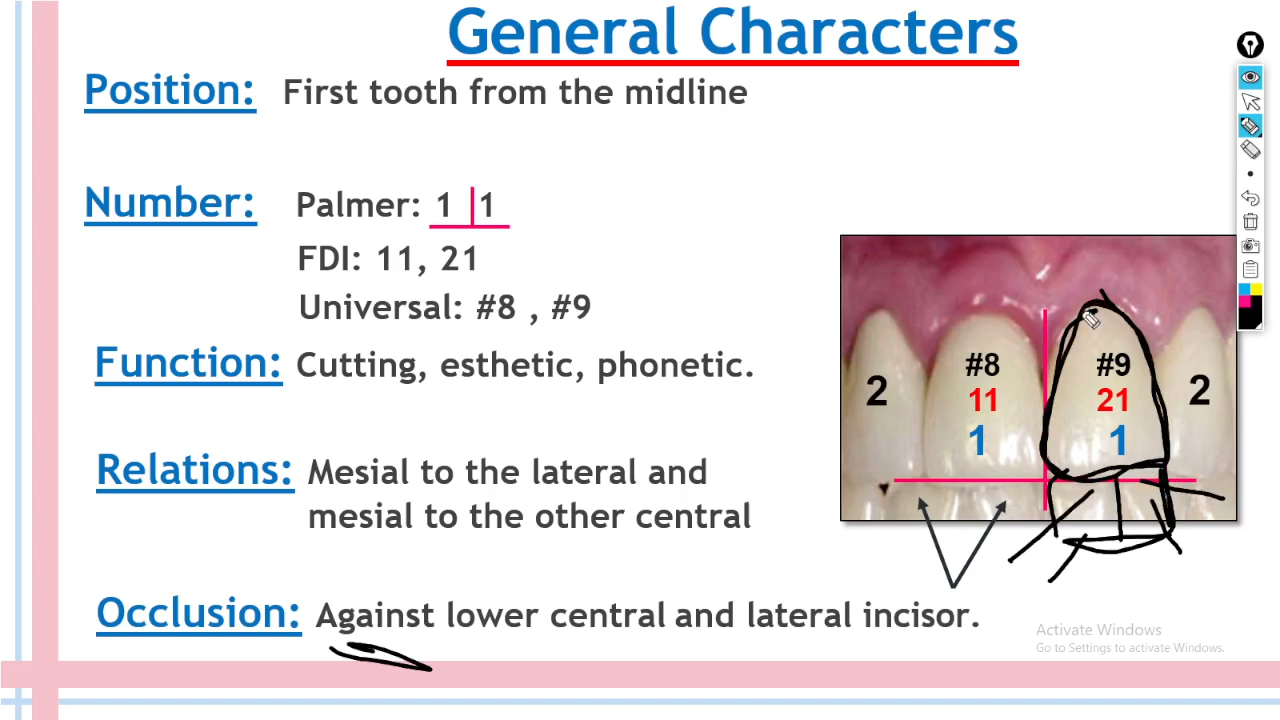 General Characters
Position: First tooth from the midline
Number: Palmer: 1 | 1
FDI: 11, 21
Universal: #8 , #9
Function: Cutting, esthetic, phonetic.
Relations: Mesial to the lateral and
mesial to the other central
Occlusion: Against lower central and lateral incisor.
#8 #9
2 11 21 2
1 1
Activate Windows
Go to Settings to activate Windows.